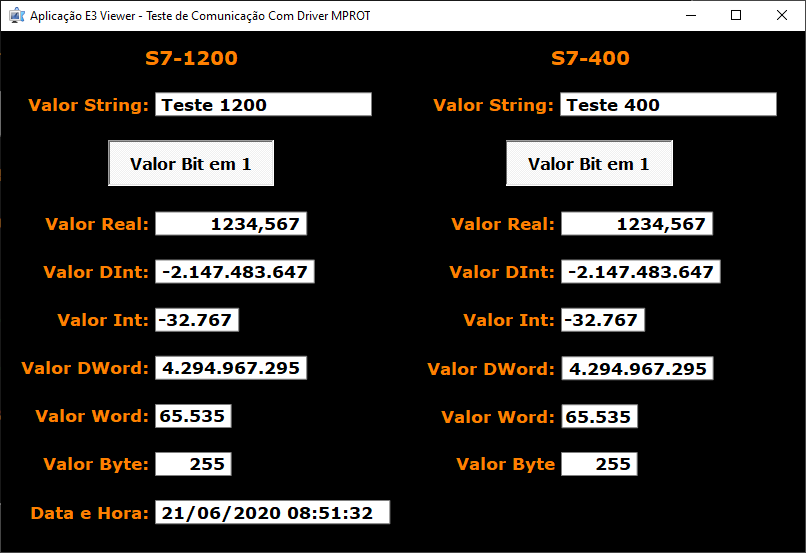 Aplicação E3 Viewer - Teste de Comunicação Com Driver MPROT
S7-1200
Valor String: Teste 1200
Valor Bit em 1
Valor Real: 1234,567
Valor DInt: -2.147.483.647
Valor Int: -32.767
Valor DWord: 4.294.967.295
Valor Word: 65.535
Valor Byte: 255
Data e Hora: 21/06/2020 08:51:32
S7-400
Valor String: Teste 400
Valor Bit em 1
Valor Real: 1234,567
Valor DInt: -2.147.483.647
Valor Int: -32.767
Valor DWord: 4.294.967.295
Valor Word: 65.535
Valor Byte 255